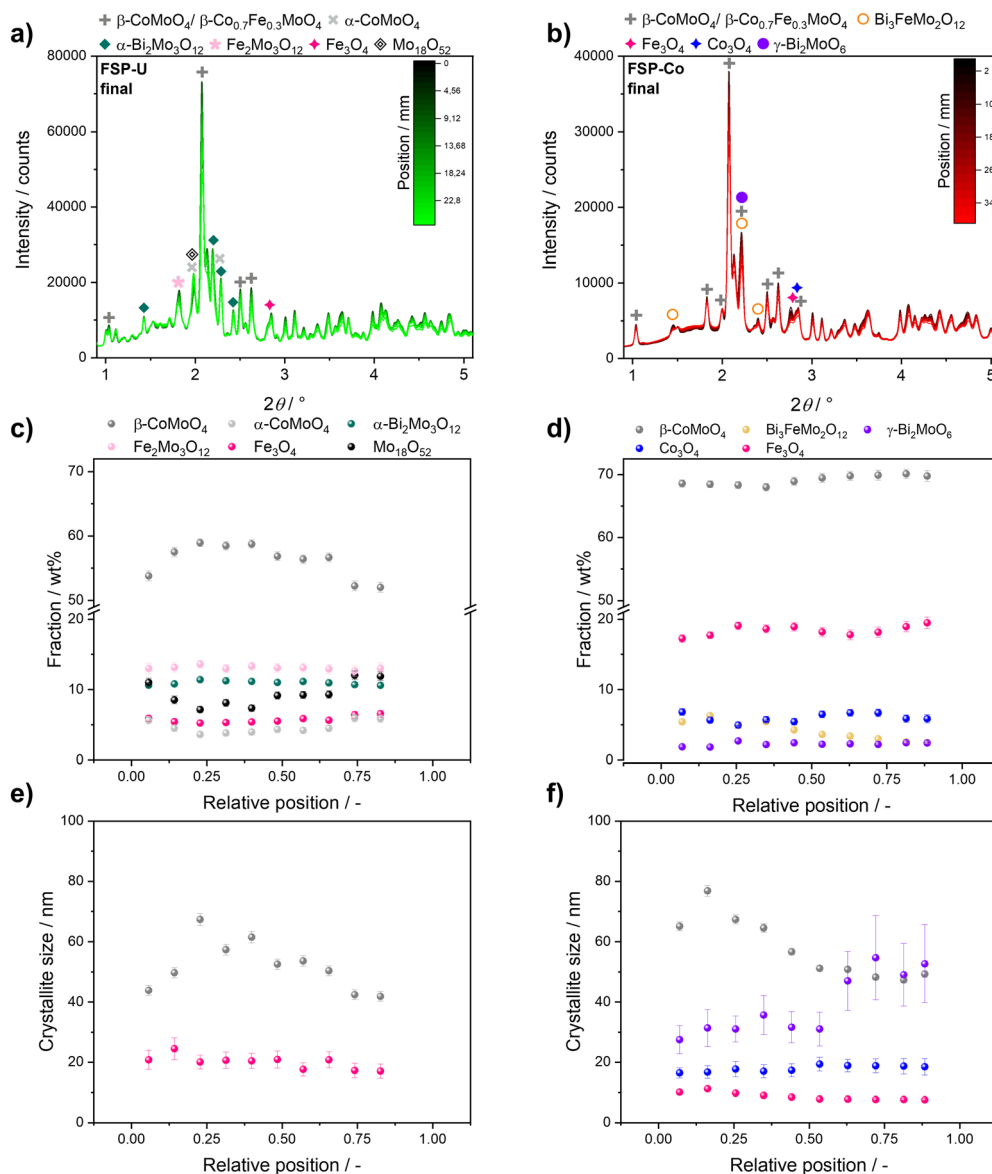 a)
β-CoMoO₄/ β-Co₀.₇Fe₀.₃MoO₄ α-CoMoO₄
α-Bi₂Mo₃O₁₂ Fe₂Mo₃O₁₂ Fe₃O₄ Mo₁₈O₅₂
FSP-U
final
Position / mm
0
4,56
9,12
13,68
18,24
22,8
Intensity / counts
80000
60000
40000
20000
0
1 2 3 4 5
2θ / °
b)
β-CoMoO₄/ β-Co₀.₇Fe₀.₃MoO₄ Bi₃FeMo₂O₁₂
Fe₃O₄ Co₃O₄ γ-Bi₂MoO₆
FSP-Co
final
Position / mm
2
10
18
26
34
Intensity / counts
40000
30000
20000
10000
0
1 2 3 4 5
2θ / °
c)
β-CoMoO₄ α-CoMoO₄ α-Bi₂Mo₃O₁₂
Fe₂Mo₃O₁₂ Fe₃O₄ Mo₁₈O₅₂
Fraction / wt%
70
60
50
20
10
0
0.00 0.25 0.50 0.75 1.00
Relative position / -
d)
β-CoMoO₄ Bi₃FeMo₂O₁₂ γ-Bi₂MoO₆
Co₃O₄ Fe₃O₄
Fraction / wt%
70
60
50
20
10
0
0.00 0.25 0.50 0.75 1.00
Relative position / -
e)
Crystallite size / nm
100
80
60
40
20
0
0.00 0.25 0.50 0.75 1.00
Relative position / -
f)
Crystallite size / nm
100
80
60
40
20
0
0.00 0.25 0.50 0.75 1.00
Relative position / -